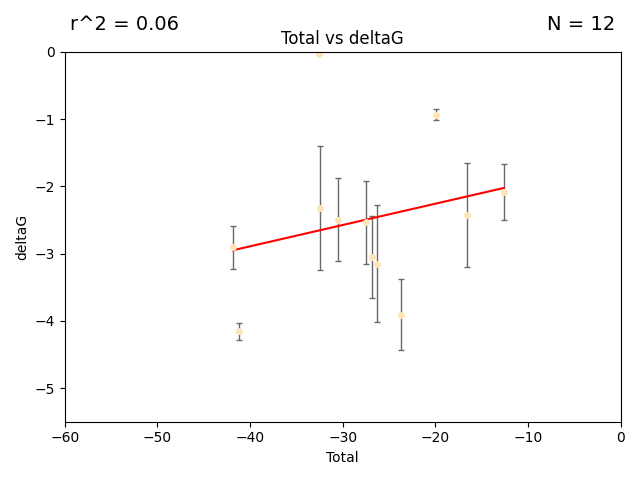 r^2 = 0.06
N = 12
Total vs deltaG
0
−1
−2
−3
−4
−5
deltaG
−60
−50
−40
−30
−20
−10
0
Total